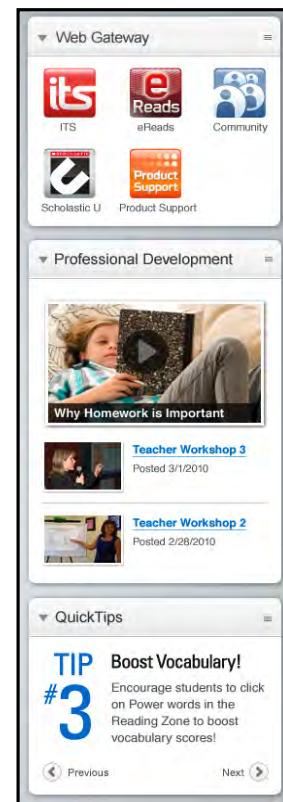 Web Gateway
its
e
Reads
ITS
eReads
Community
SCHOLASTIC
U
Product
Support
Scholastic U
Product Support
Professional Development
Why Homework is Important
Teacher Workshop 3
Posted 3/1/2010
Teacher Workshop 2
Posted 2/28/2010
QuickTips
TIP
#3
Boost Vocabulary!
Encourage students to click
on Power words in the
Reading Zone to boost
vocabulary scores!
Previous
Next